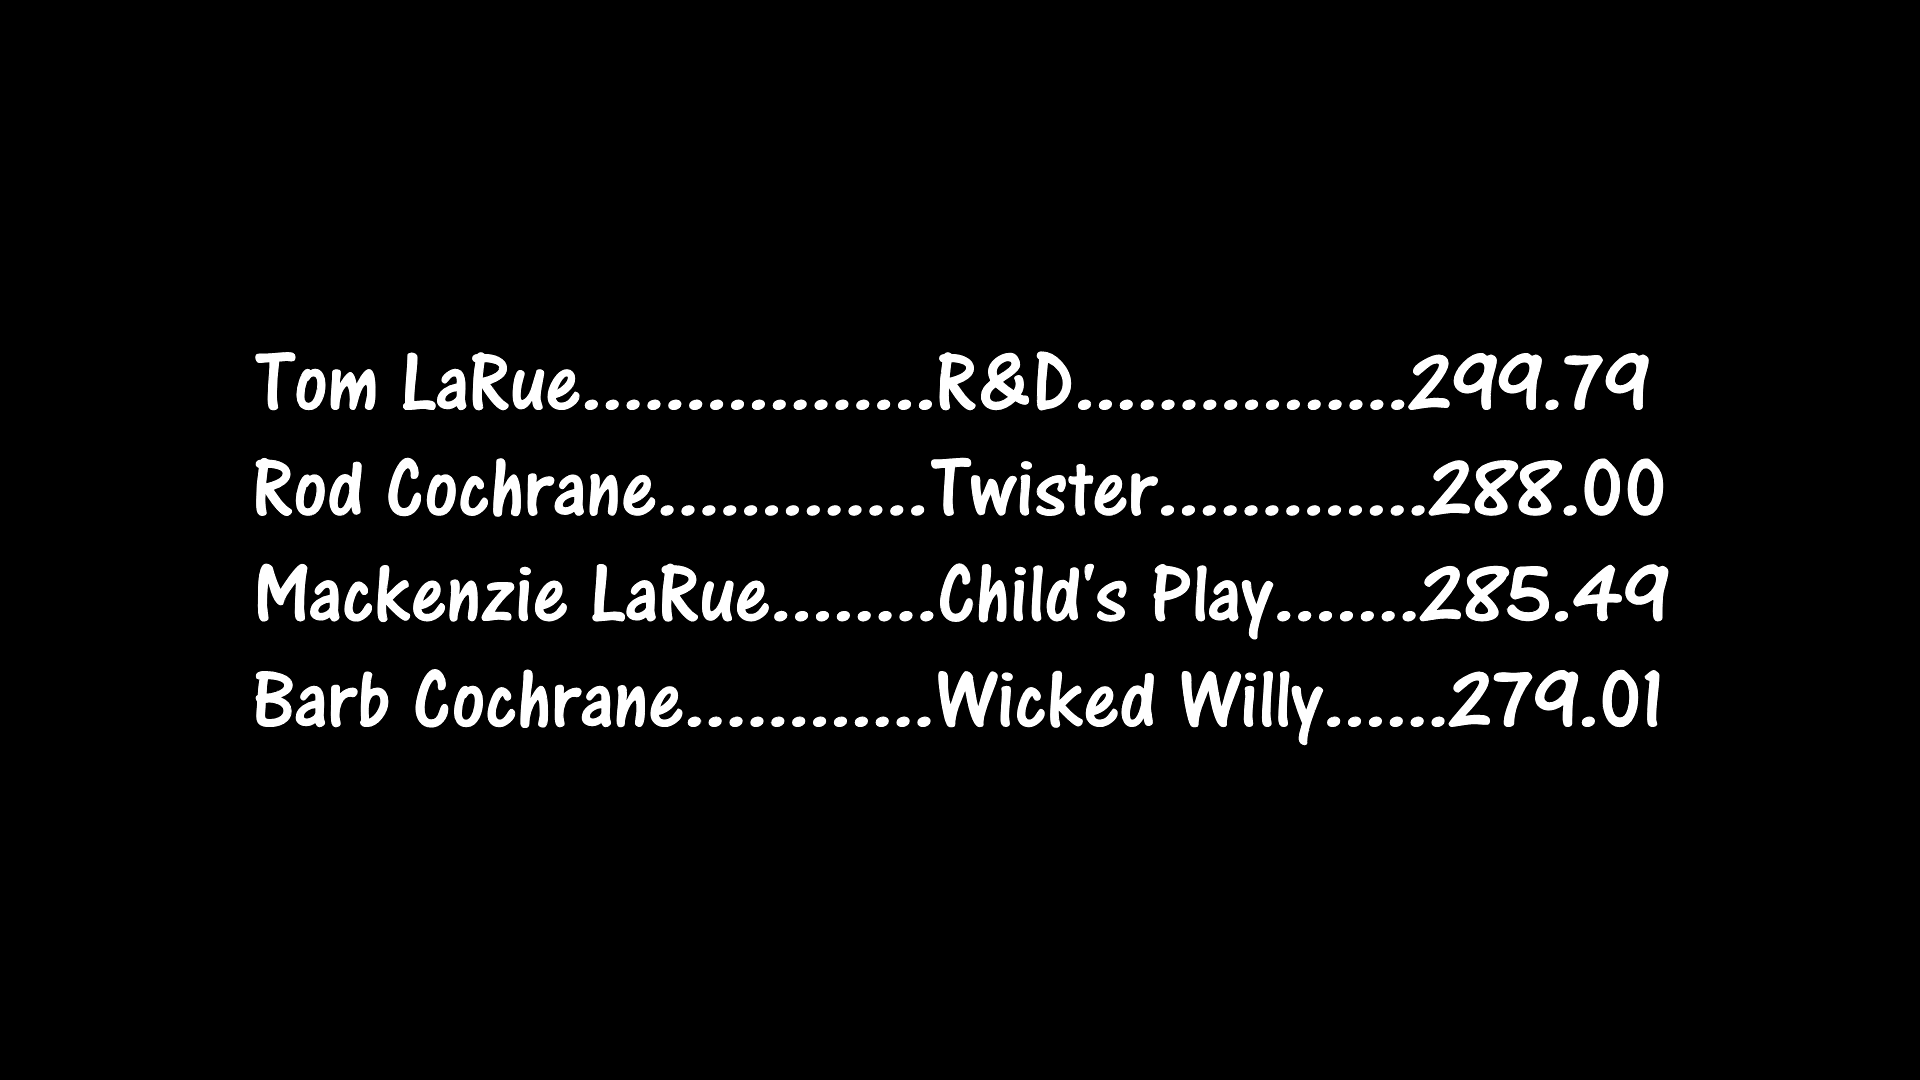 Tom LaRue.................R&D................299.79
Rod Cochrane.............Twister.............288.00
Mackenzie LaRue........Child's Play.......285.49
Barb Cochrane............Wicked Willy......279.01